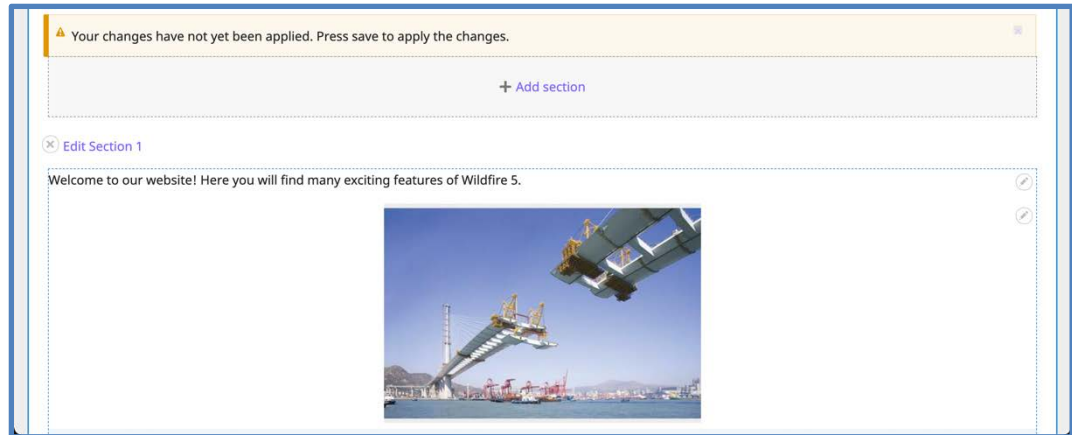 Your changes have not yet been applied. Press save to apply the changes.
+ Add section
Edit Section 1
Welcome to our website! Here you will find many exciting features of Wildfire 5.